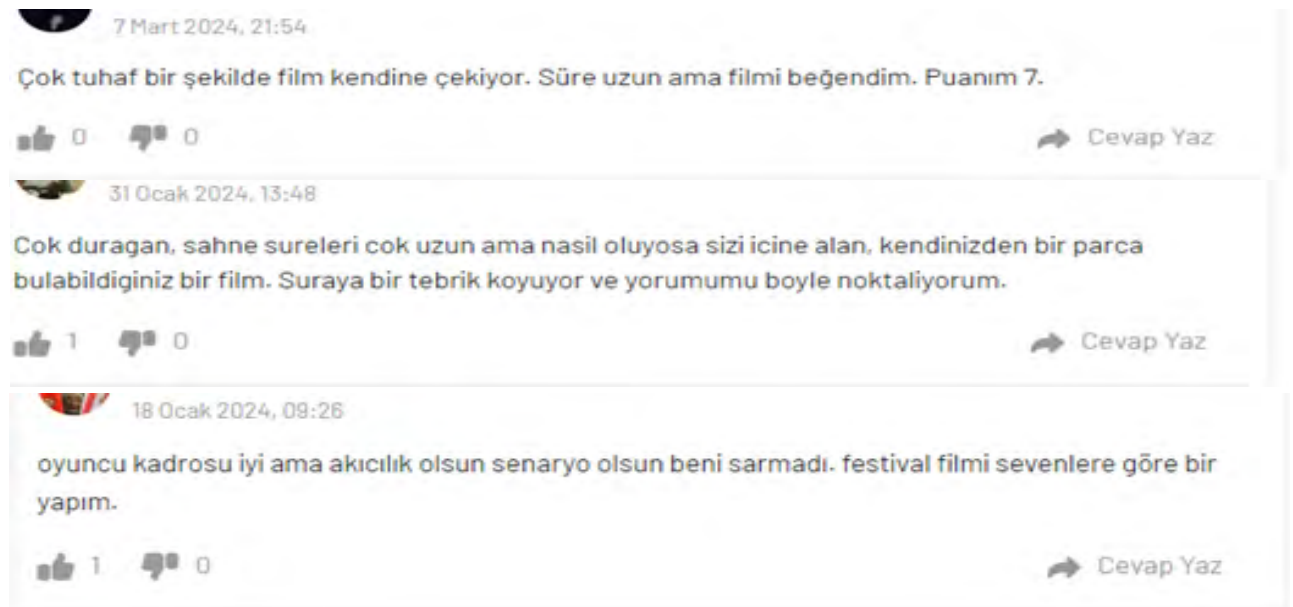 7 Mart 2024, 21:54
Çok tuhaf bir şekilde film kendine çekiyor. Süre uzun ama filmi beğendim. Puanım 7.
0 0 Cevap Yaz
31 Ocak 2024, 13:48
Cok duragan, sahne sureleri cok uzun ama nasil oluyosa sizi icine alan, kendinizden bir parca
bulabildiginiz bir film. Suraya bir tebrik koyuyor ve yorumumu boyle noktaliyorum.
1 0 Cevap Yaz
18 Ocak 2024, 09:26
oyuncu kadrosu iyi ama akıcılık olsun senaryo olsun beni sarmadı. festival filmi sevenlere göre bir
yapım.
1 0 Cevap Yaz